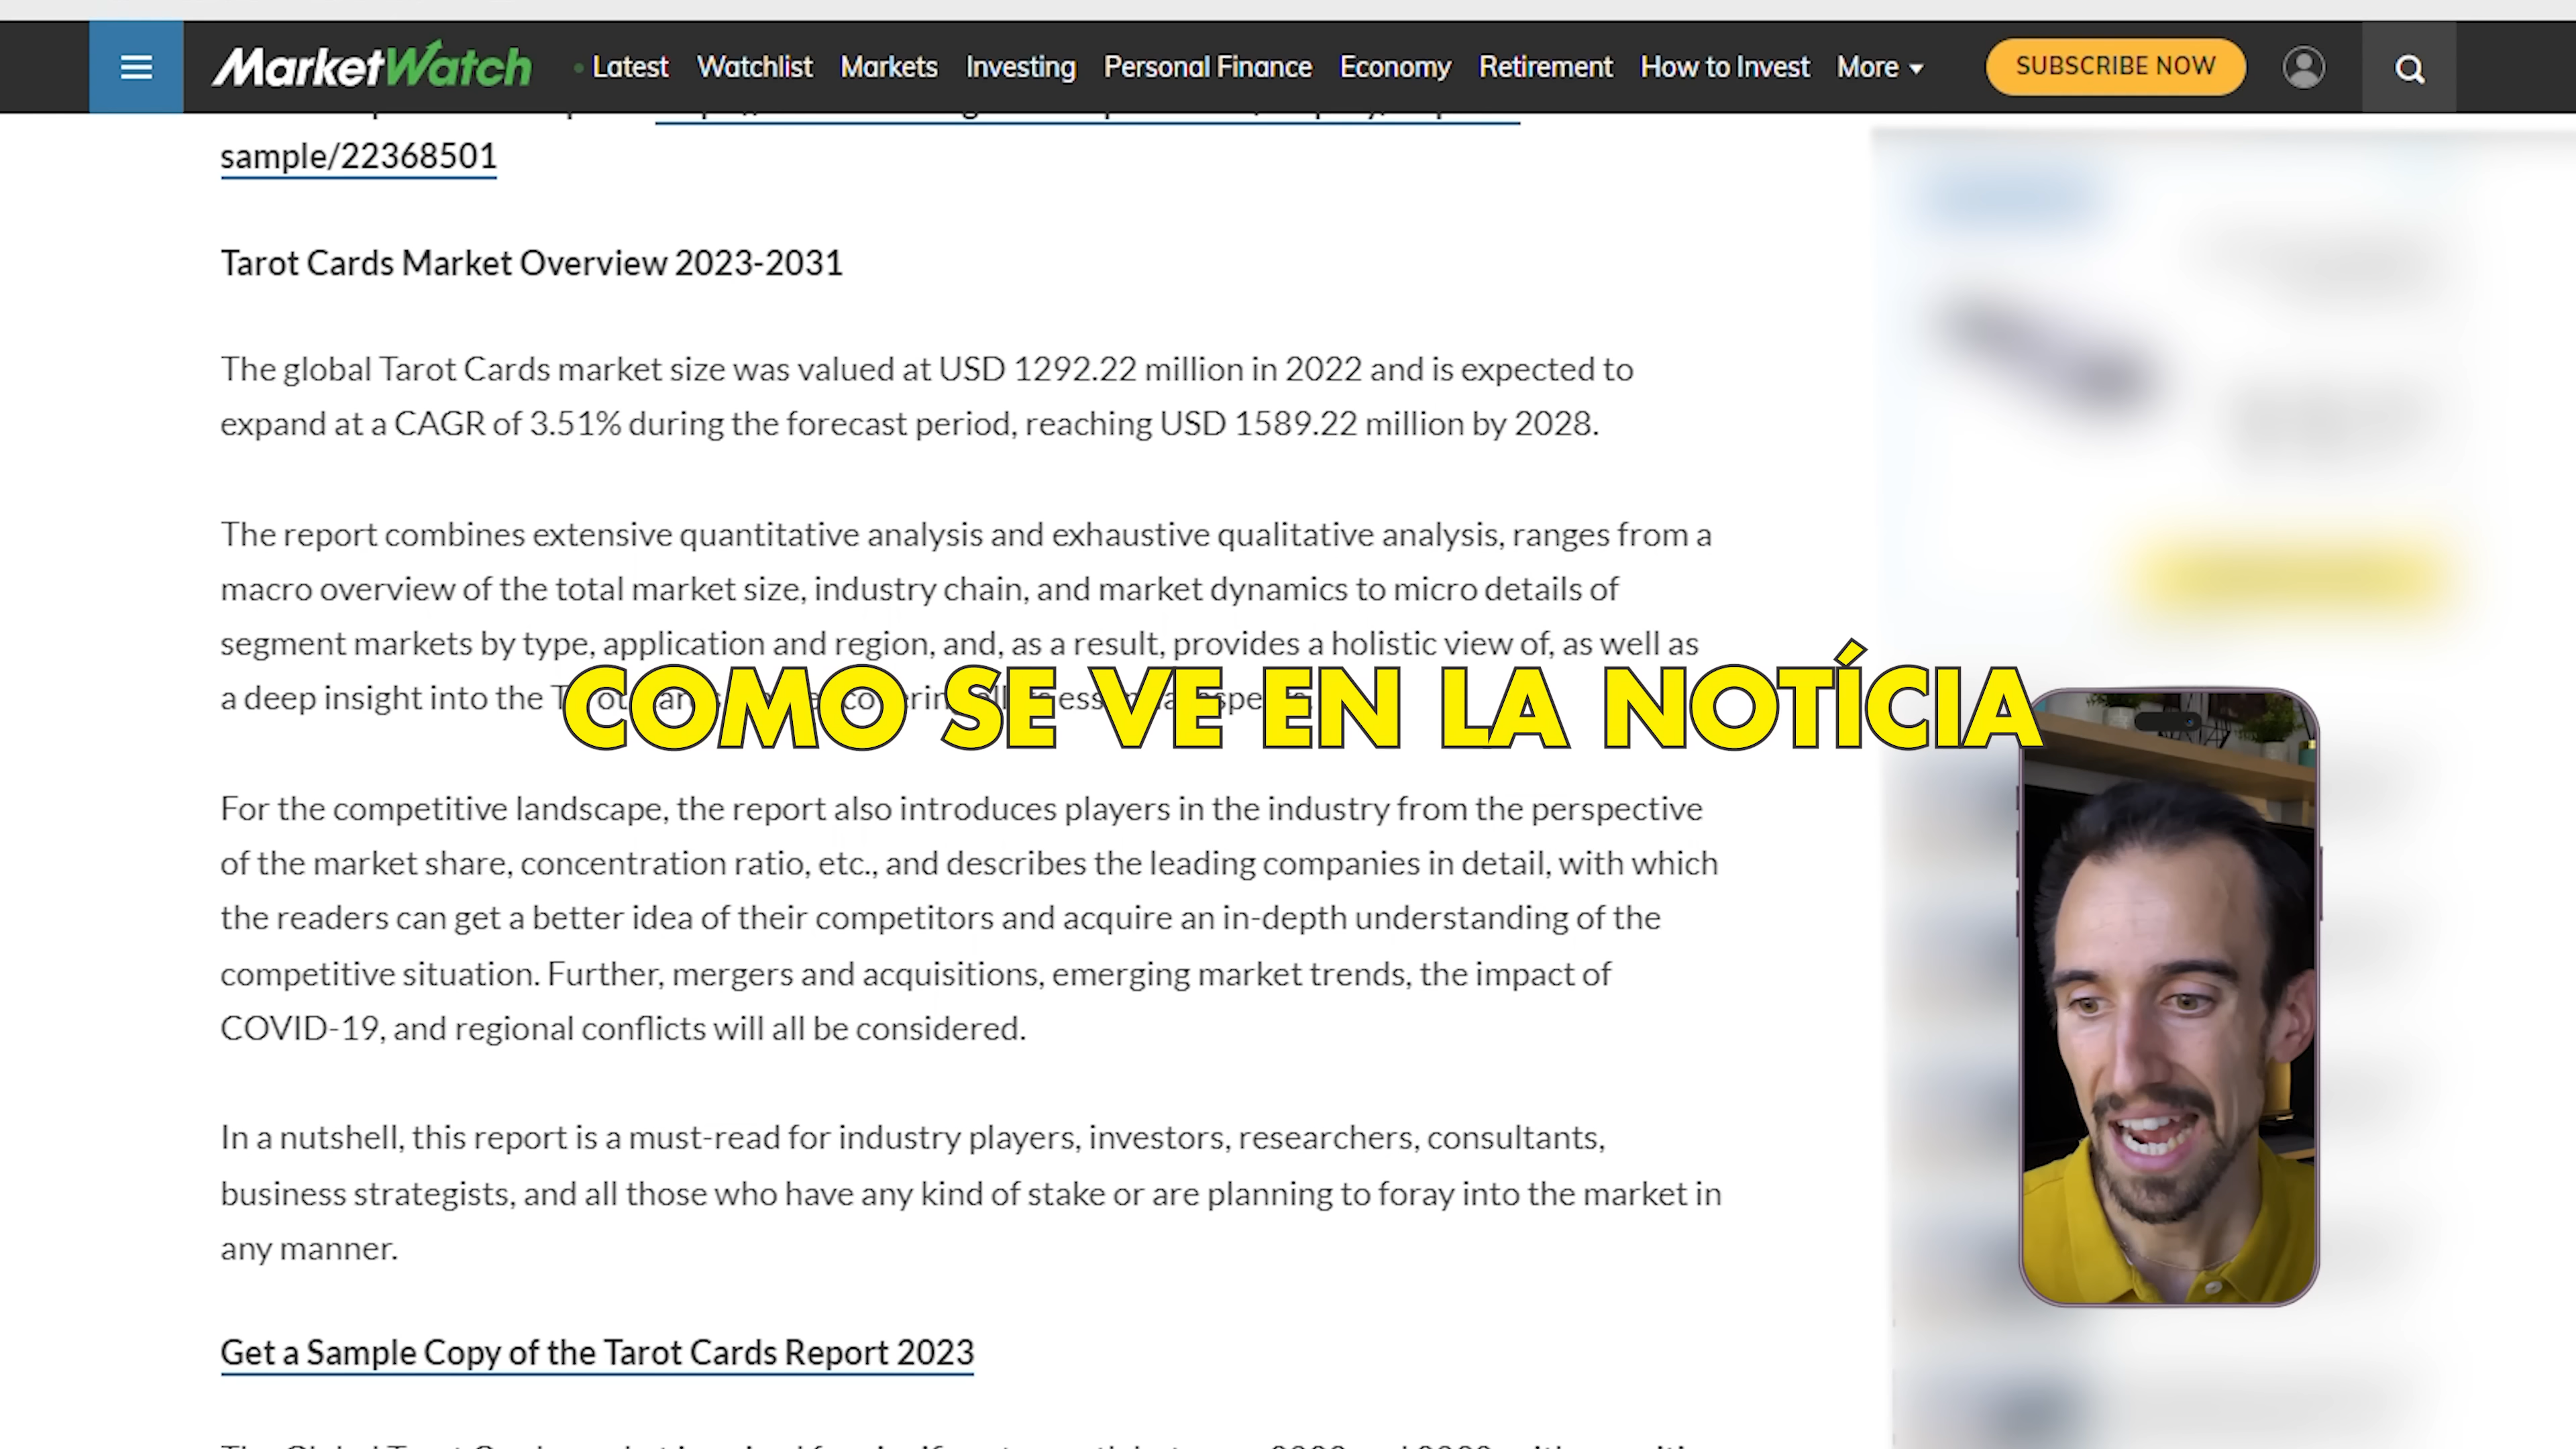 MarketWatch Latest Watchlist Markets Investing Personal Finance Economy Retirement How to Invest More SUBSCRIBE NOW
sample/22368501
Tarot Cards Market Overview 2023-2031
The global Tarot Cards market size was valued at USD 1292.22 million in 2022 and is expected to
expand at a CAGR of 3.51% during the forecast period, reaching USD 1589.22 million by 2028.
The report combines extensive quantitative analysis and exhaustive qualitative analysis, ranges from a
macro overview of the total market size, industry chain, and market dynamics to micro details of
segment markets by type, application and region, and, as a result, provides a holistic view of, as well as
a deep insight into the
COMO SE VE EN LA NOTÍCIA
For the competitive landscape, the report also introduces players in the industry from the perspective
of the market share, concentration ratio, etc., and describes the leading companies in detail, with which
the readers can get a better idea of their competitors and acquire an in-depth understanding of the
competitive situation. Further, mergers and acquisitions, emerging market trends, the impact of
COVID-19, and regional conflicts will all be considered.
In a nutshell, this report is a must-read for industry players, investors, researchers, consultants,
business strategists, and all those who have any kind of stake or are planning to foray into the market in
any manner.
Get a Sample Copy of the Tarot Cards Report 2023